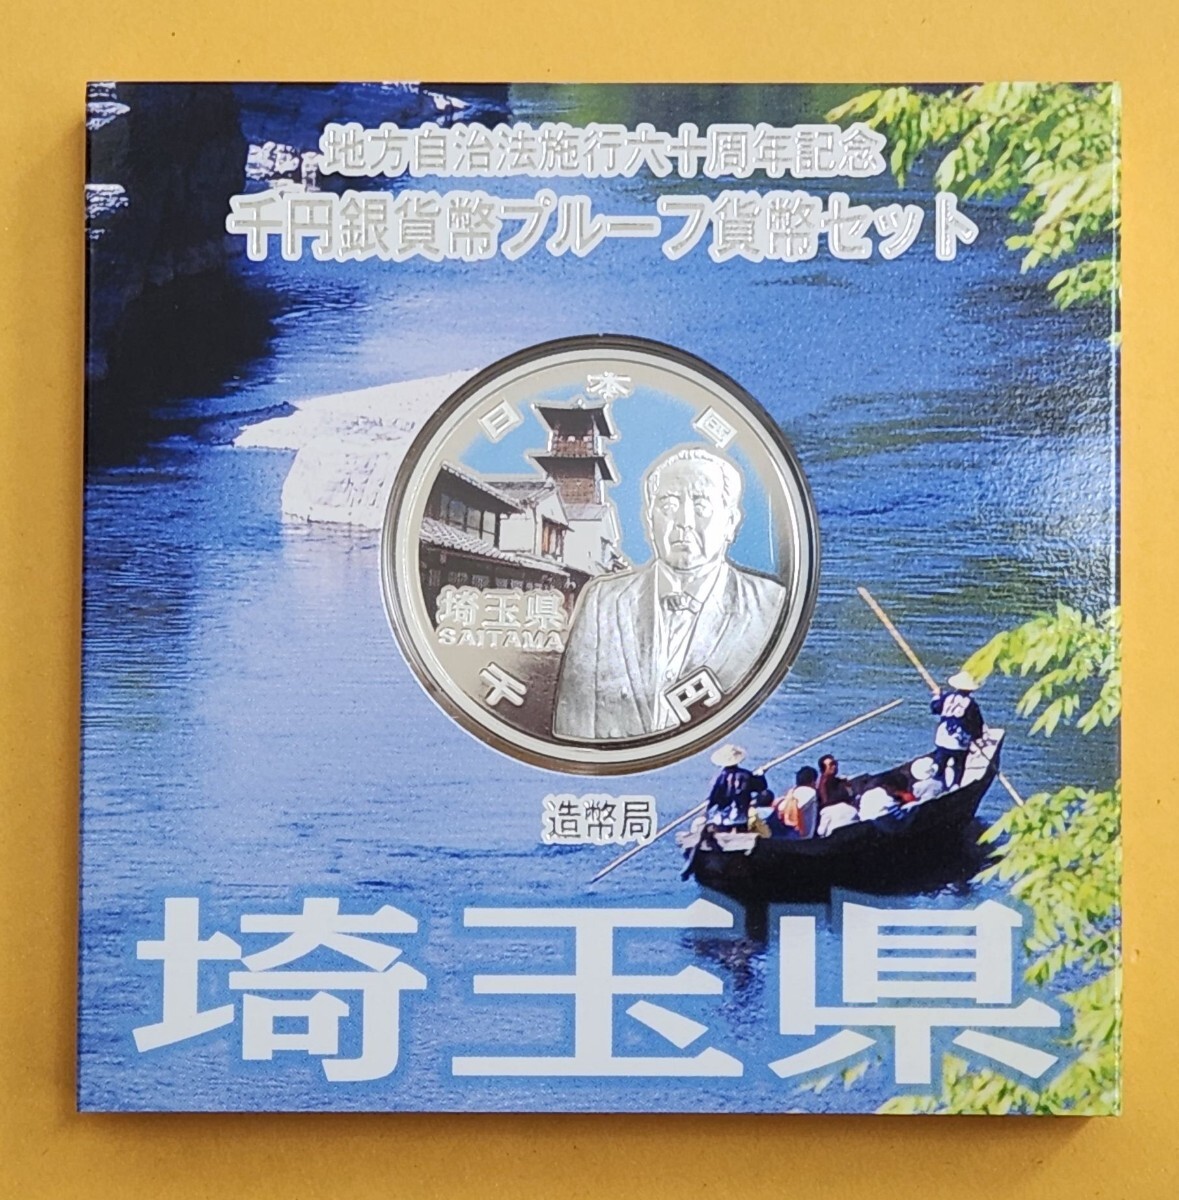 地方自治法施行六十周年記念
千円銀貨幣プルーフ貨幣セット
日本国
埼玉県
SAITAMA
千円
造幣局
埼玉県